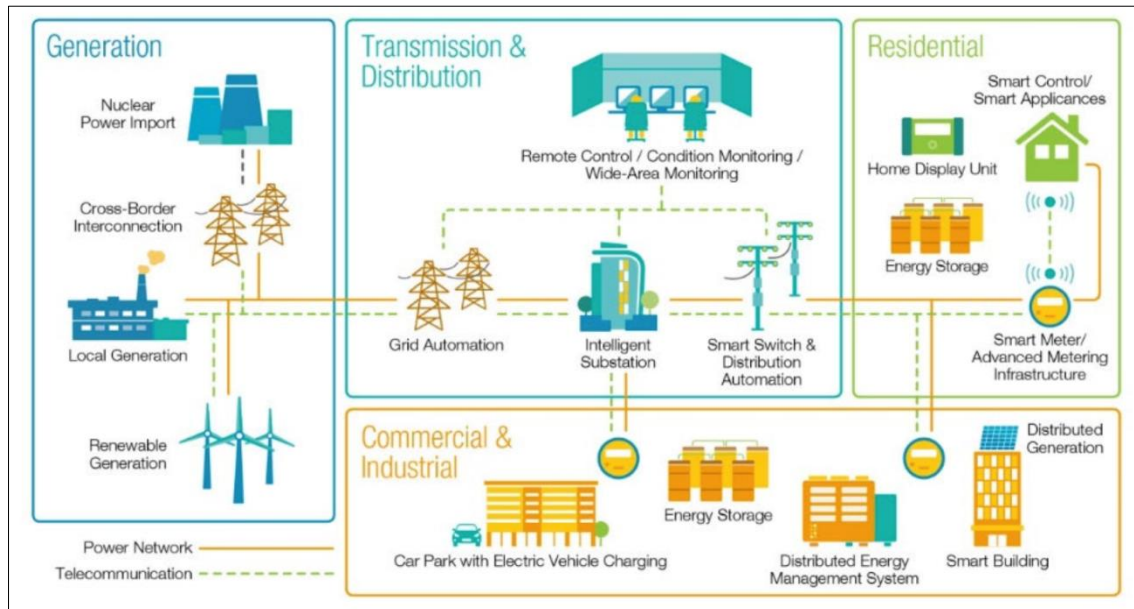 Generation
Nuclear
Power Import
Cross-Border
Interconnection
Local Generation
Renewable
Generation
Power Network
Telecommunication
Transmission &
Distribution
Remote Control / Condition Monitoring /
Wide-Area Monitoring
Grid Automation
Intelligent
Substation
Smart Switch &
Distribution
Automation
Residential
Smart Control/
Smart Applicances
Home Display Unit
Energy Storage
Smart Meter/
Advanced Metering
Infrastructure
Commercial &
Industrial
Car Park with Electric Vehicle Charging
Energy Storage
Distributed Energy
Management System
Distributed
Generation
Smart Building